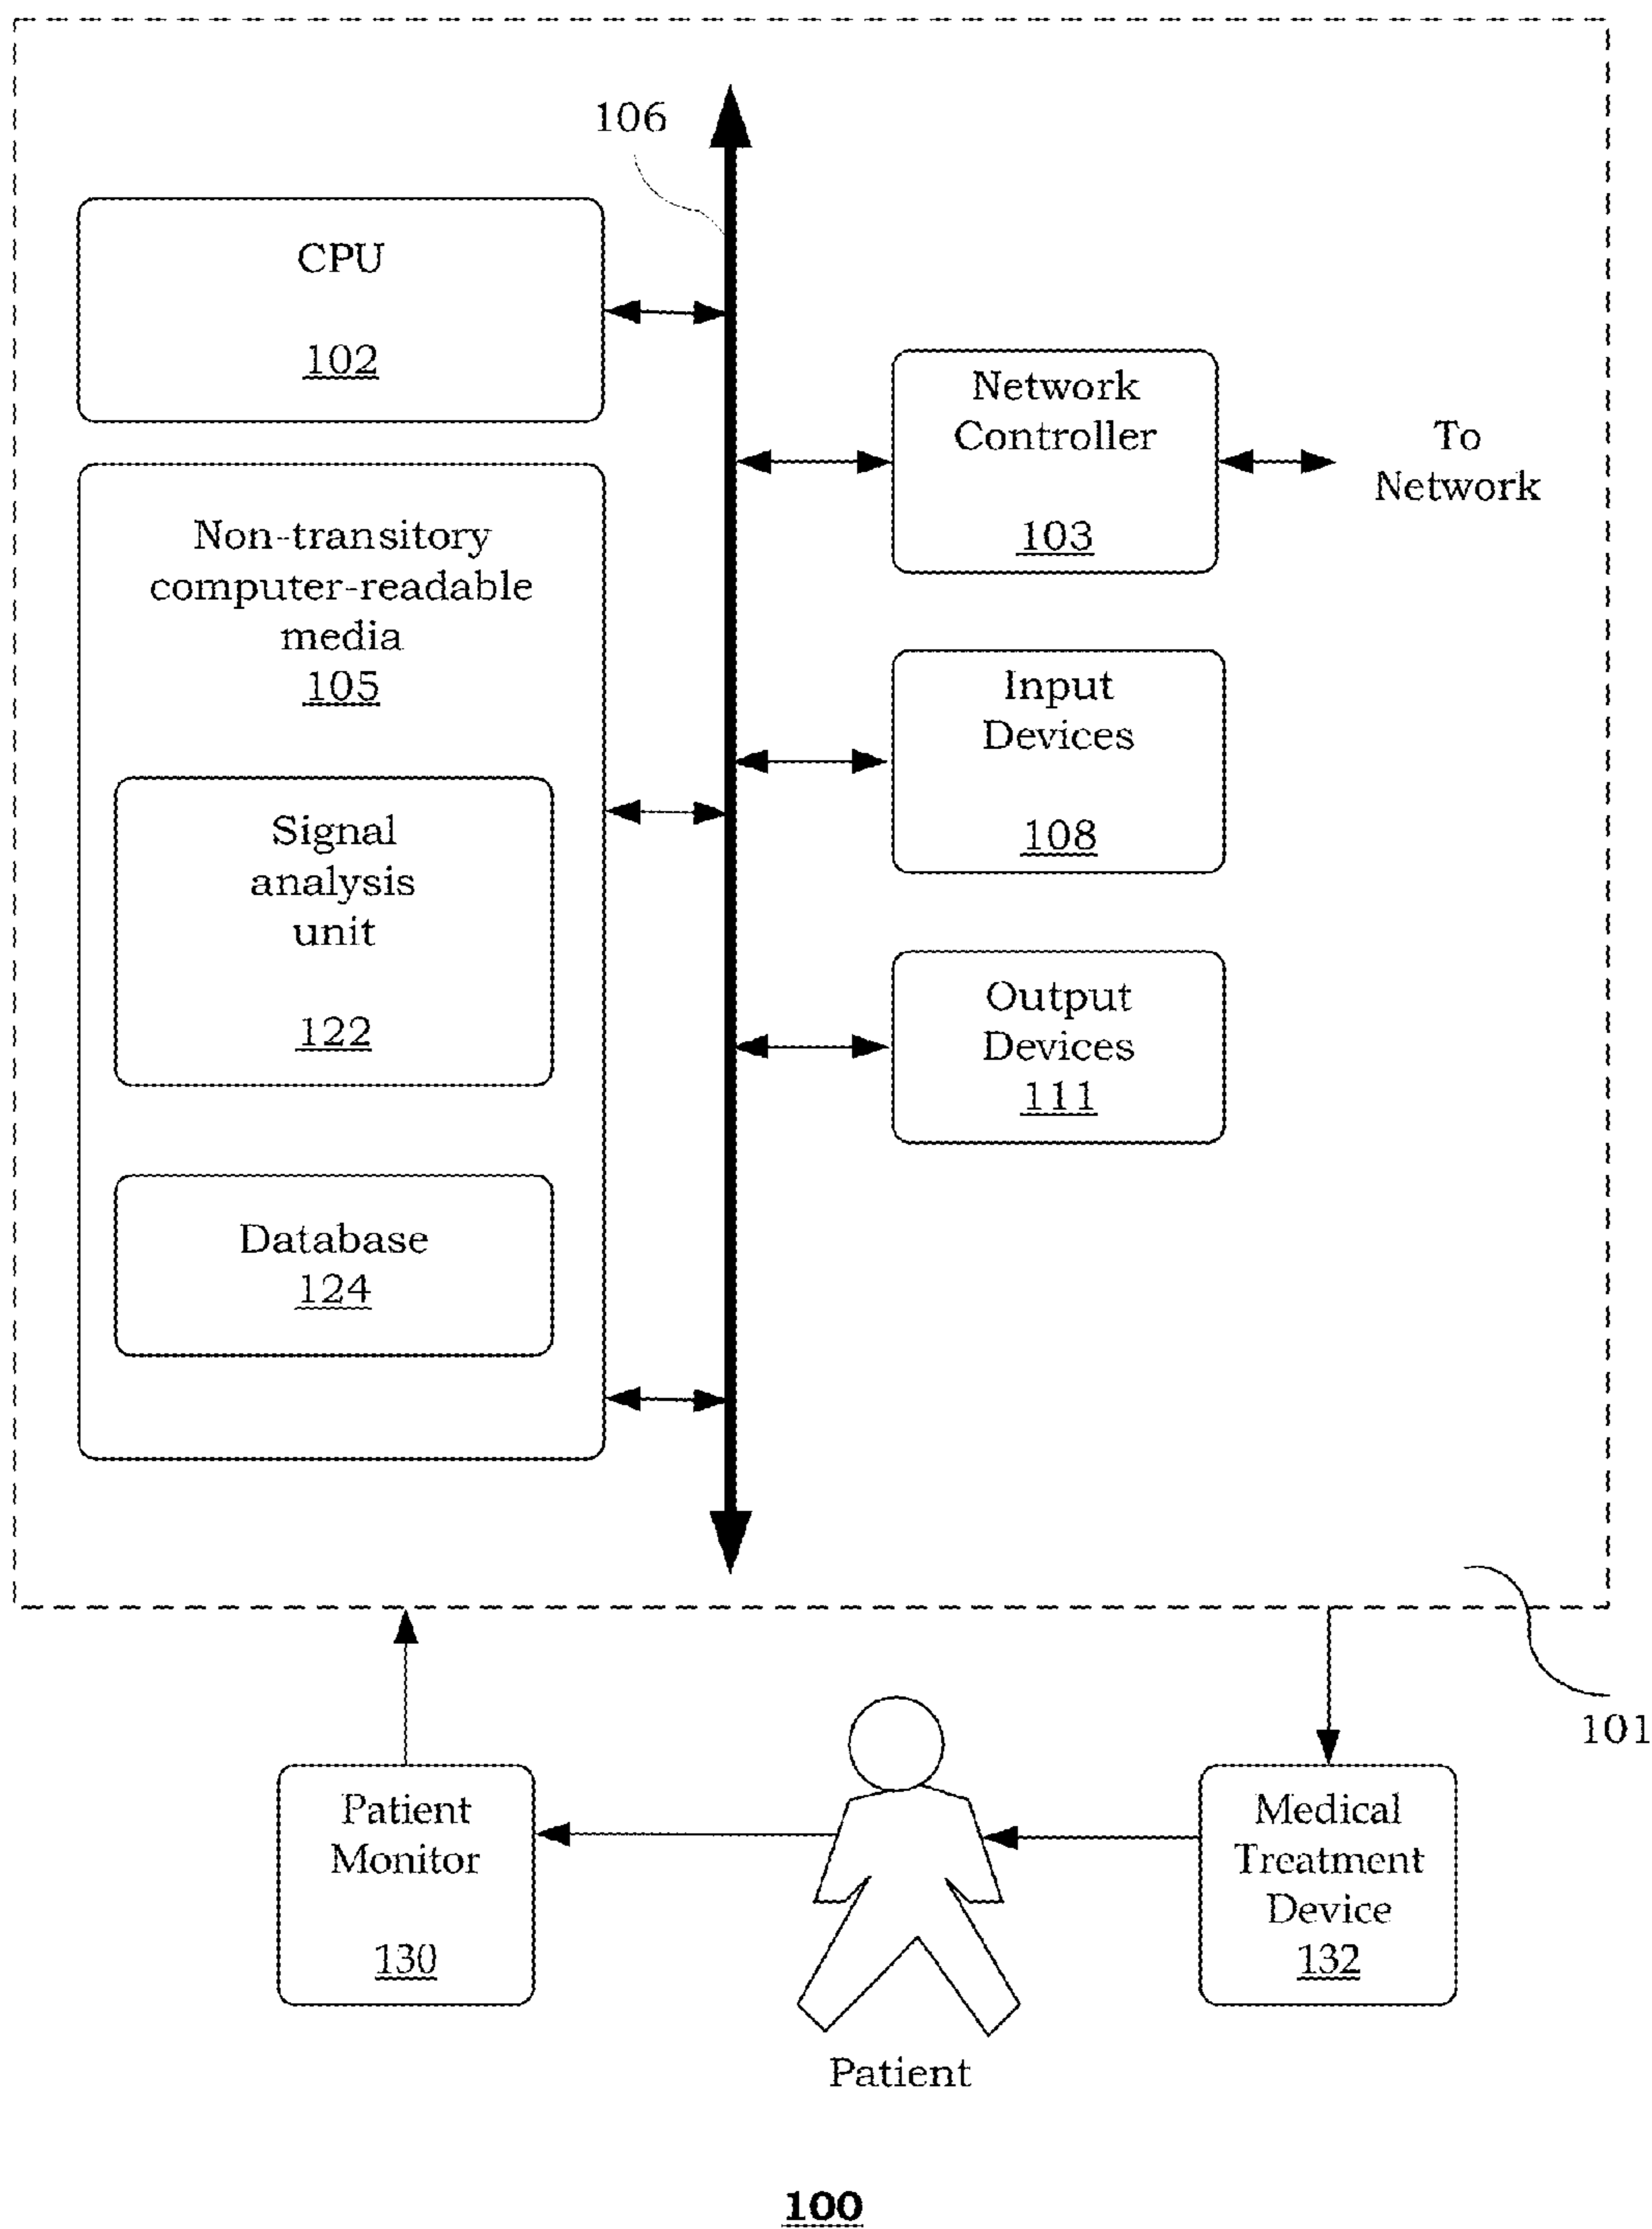 106
CPU
102
Network
Controller
103
To
Network
Non-transitory
computer-readable
media
105
Signal
analysis
unit
122
Database
124
Input
Devices
108
Output
Devices
111
101
Patient
Monitor
130
Patient
Medical
Treatment
Device
132
100